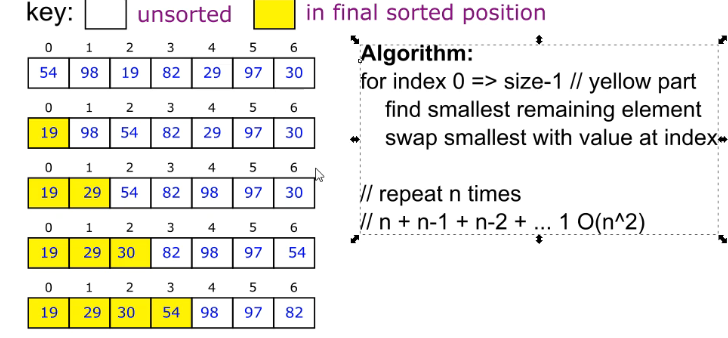 key: unsorted in final sorted position
0 1 2 3 4 5 6
54 98 19 82 29 97 30
0 1 2 3 4 5 6
19 98 54 82 29 97 30
0 1 2 3 4 5 6
19 29 54 82 98 97 30
0 1 2 3 4 5 6
19 29 30 82 98 97 54
0 1 2 3 4 5 6
19 29 30 54 98 97 82
Algorithm:
for index 0 => size-1 // yellow part
find smallest remaining element
swap smallest with value at index
// repeat n times
// n + n-1 + n-2 + ... 1 O(n^2)